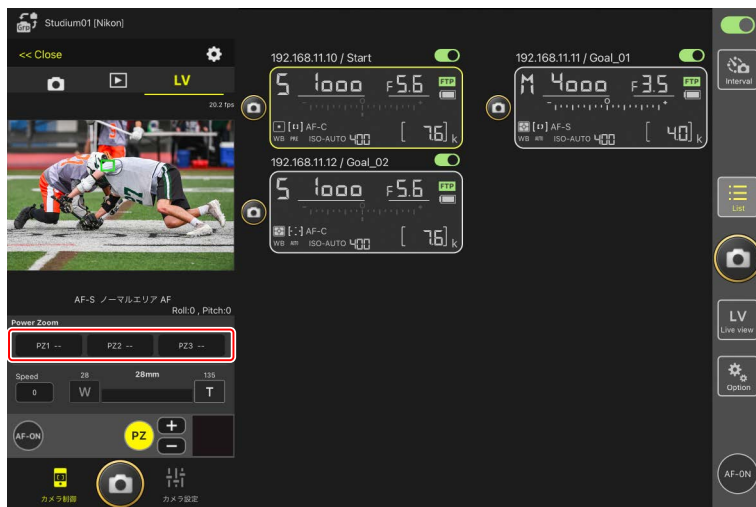 Grp Studium01 [Nikon]
<< Close
LV
20.2 fps
AF-S ノーマルエリア AF
Roll:0 , Pitch:0
Power Zoom
PZ1 -- PZ2 -- PZ3 --
Speed 28 28mm 135
0 W T
AF-ON PZ + −
カメラ制御 カメラ設定
192.168.11.10 / Start
S 1000 F5.6 FTP
AF-C
WB PRE ISO-AUTO 400 [ 7.6] k
192.168.11.11 / Goal_01
M 4000 F3.5 FTP
AF-S
WB ISO-AUTO 400 [ 4.0] k
192.168.11.12 / Goal_02
S 1000 F5.6 FTP
AF-C
WB ISO-AUTO 400 [ 7.6] k
Interval
List
LV
Live view
Option
AF-ON